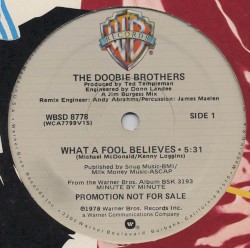 THE DOOBIE BROTHERS
Produced by Ted Templeman
Engineered by Donn Landee
A Jim Burgess Mix
Remix Engineer: Andy Abrahms/Percussion: James Maelen
WBSD 8778
(WCA7799V15)
SIDE 1
WHAT A FOOL BELIEVES • 5:31
(Michael McDonald/Kenny Loggins)
Published by Snug Music-BMI/
Milk Money Music-ASCAP
From the Warner Bros. Album BSK 3193
MINUTE BY MINUTE
PROMOTION NOT FOR SALE
©1978 Warner Bros. Records Inc.
a Warner Communications Company